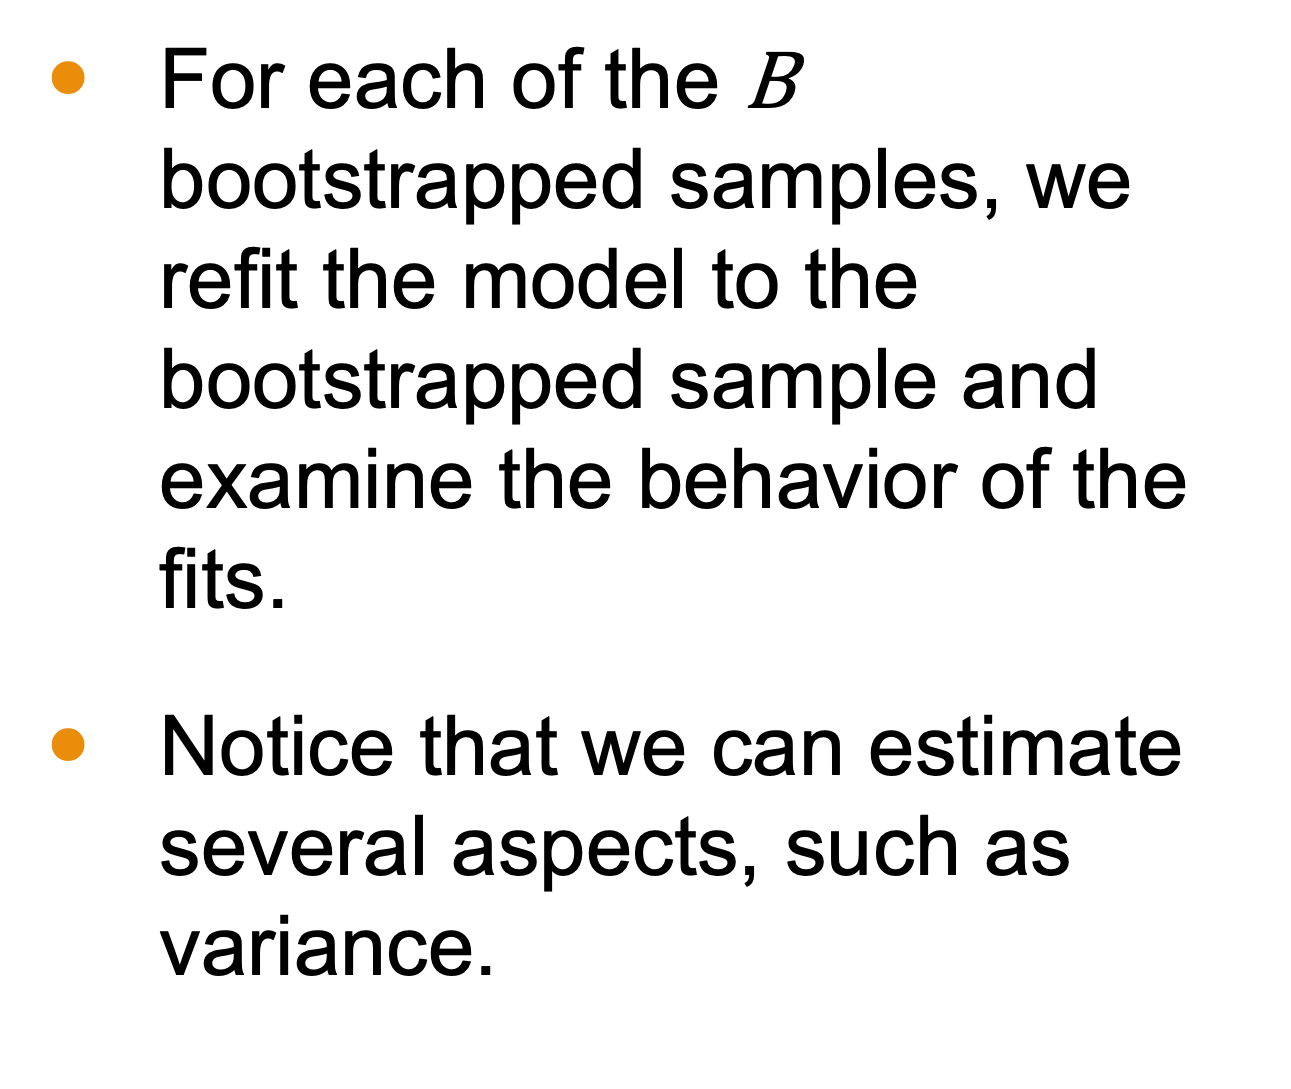 • For each of the B
bootstrapped samples, we
refit the model to the
bootstrapped sample and
examine the behavior of the
fits.
• Notice that we can estimate
several aspects, such as
variance.